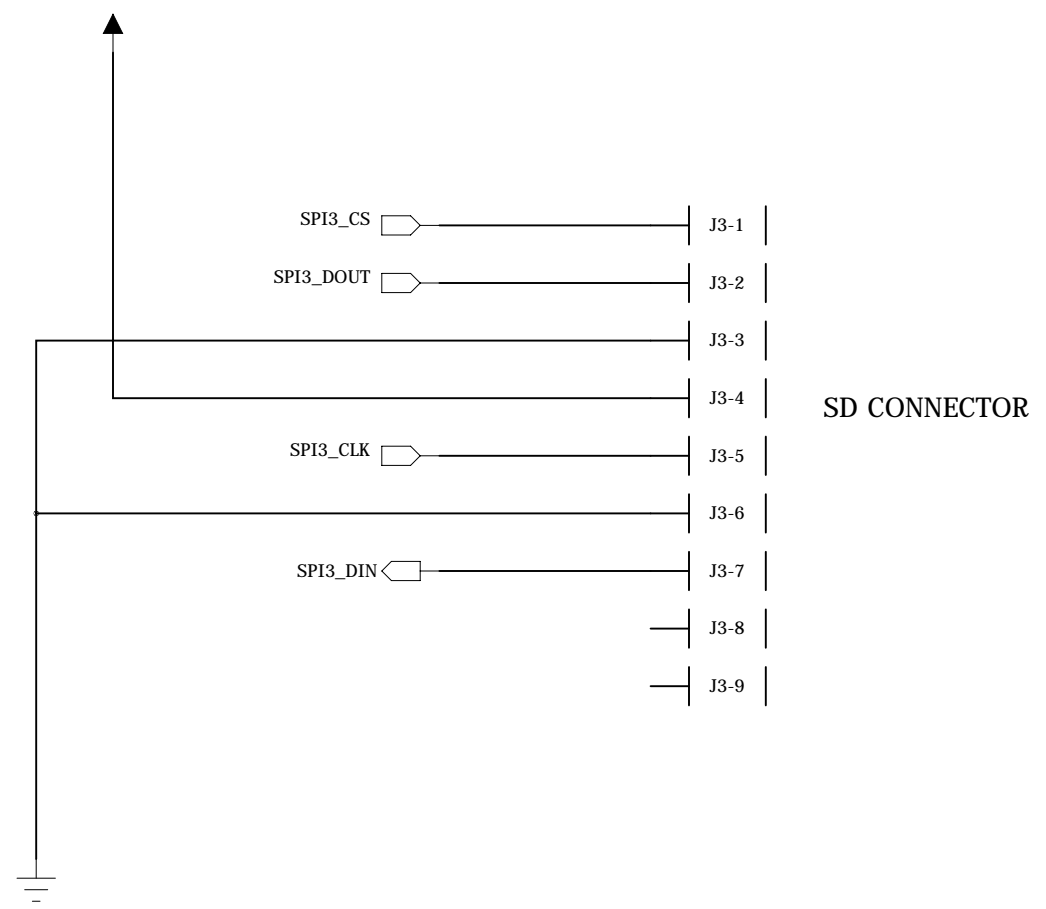 SPI3_CS J3-1
SPI3_DOUT J3-2
J3-3
J3-4
SD CONNECTOR
SPI3_CLK J3-5
J3-6
SPI3_DIN J3-7
J3-8
J3-9